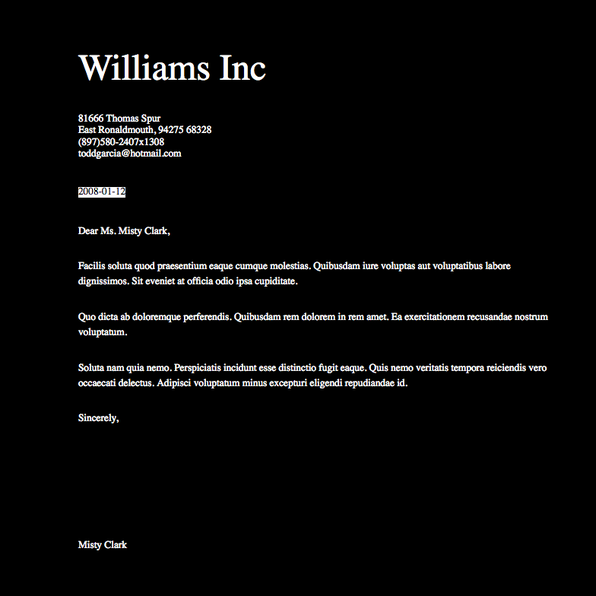 Williams Inc
81666 Thomas Spur
East Ronaldmouth, 94275 68328
(897)580-2407x1308
toddgarcia@hotmail.com
2008-01-12
Dear Ms. Misty Clark,
Facilis soluta quod praesentium eaque cumque molestias. Quibusdam iure voluptas aut voluptatibus labore
dignissimos. Sit eveniet at officia odio ipsa cupiditate.
Quo dicta ab doloremque perferendis. Quibusdam rem dolorem in rem amet. Ea exercitationem recusandae nostrum
voluptatum.
Soluta nam quia nemo. Perspiciatis incidunt esse distinctio fugit eaque. Quis nemo veritatis tempora reiciendis vero
occaecati delectus. Adipisci voluptatum minus excepturi eligendi repudiandae id.
Sincerely,
Misty Clark